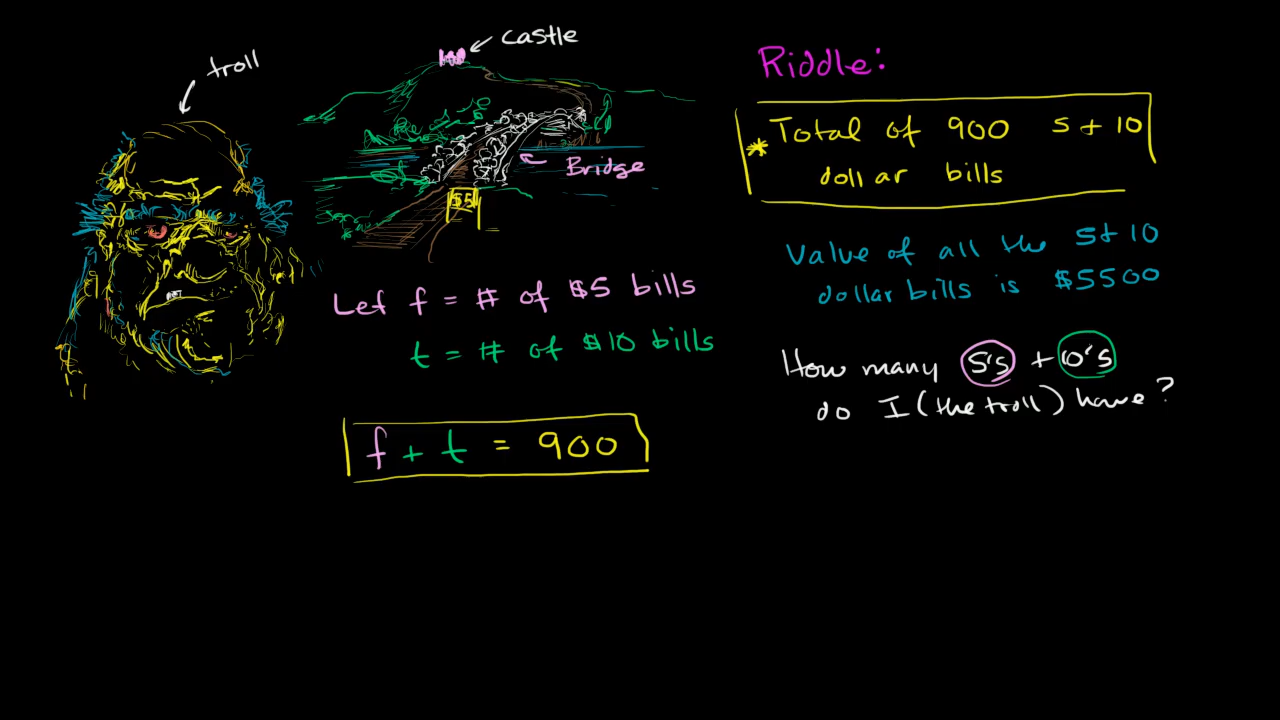 troll
castle
Bridge
$5
Let f = # of $5 bills
t = # of $10 bills
f + t = 900
Riddle:
* Total of 900 5 + 10
dollar bills
Value of all the 5 + 10
dollar bills is $5500
How many 5's + 10's
do I (the troll) have?